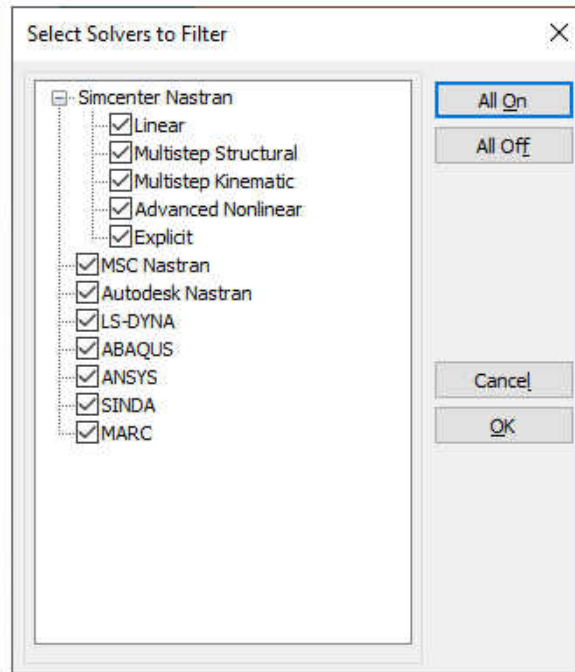 Select Solvers to Filter
Simcenter Nastran
Linear
Multistep Structural
Multistep Kinematic
Advanced Nonlinear
Explicit
MSC Nastran
Autodesk Nastran
LS-DYNA
ABAQUS
ANSYS
SINDA
MARC
All On
All Off
Cancel
OK